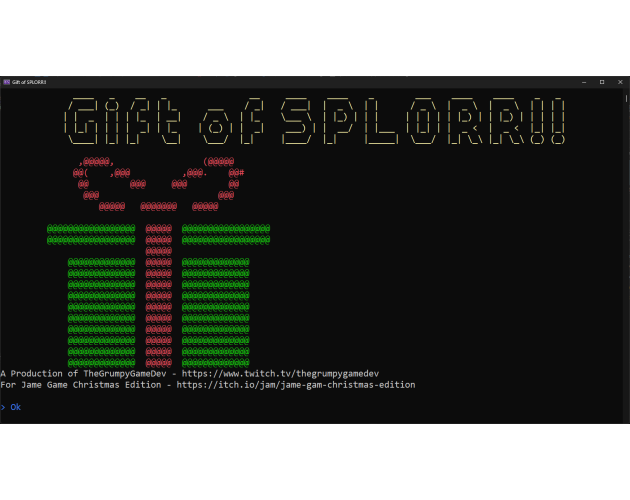 Gift of SPLORR!!
Gift of SPLORR!!
A Production of TheGrumpyGameDev - https://www.twitch.tv/thegrumpygamedev
For Jame Game Christmas Edition - https://itch.io/jam/jame-gam-christmas-edition
> Ok